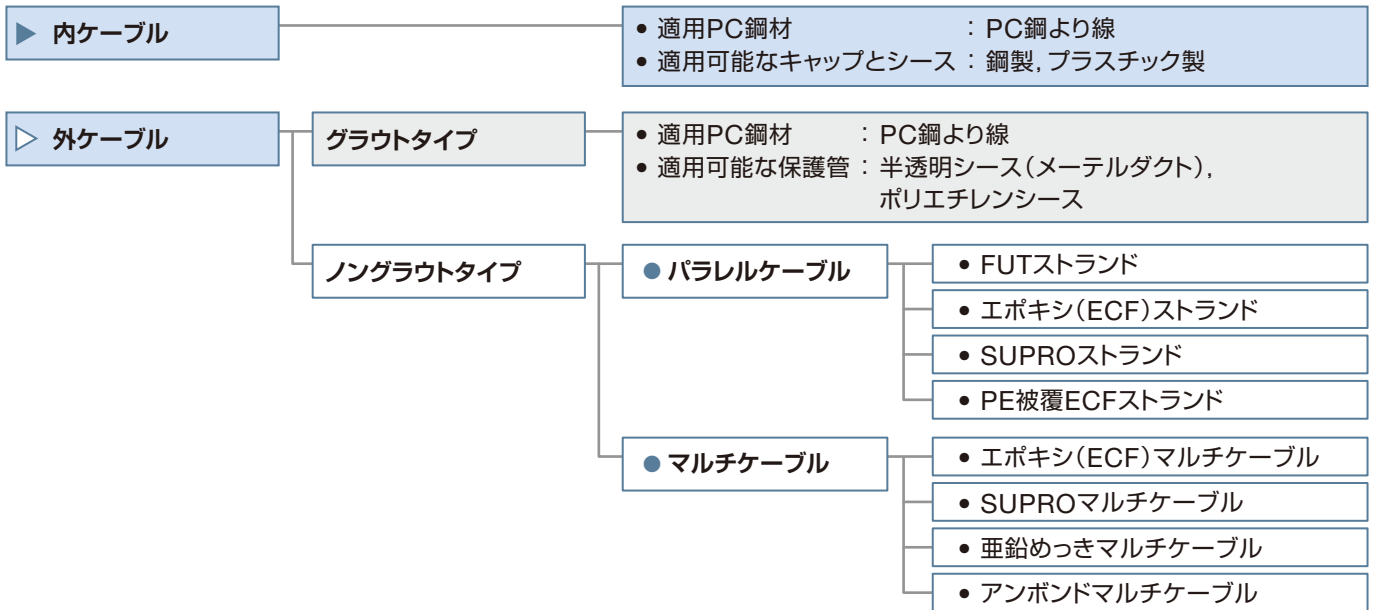 ▶ 内ケーブル
• 適用PC鋼材 ： PC鋼より線
• 適用可能なキャップとシース ： 鋼製，プラスチック製
▷ 外ケーブル
グラウトタイプ
• 適用PC鋼材 ： PC鋼より線
• 適用可能な保護管 ： 半透明シース（メーテルダクト），
ポリエチレンシース
ノングラウトタイプ
● パラレルケーブル
• FUTストランド
• エポキシ（ECF）ストランド
• SUPROストランド
• PE被覆ECFストランド
● マルチケーブル
• エポキシ（ECF）マルチケーブル
• SUPROマルチケーブル
• 亜鉛めっきマルチケーブル
• アンボンドマルチケーブル